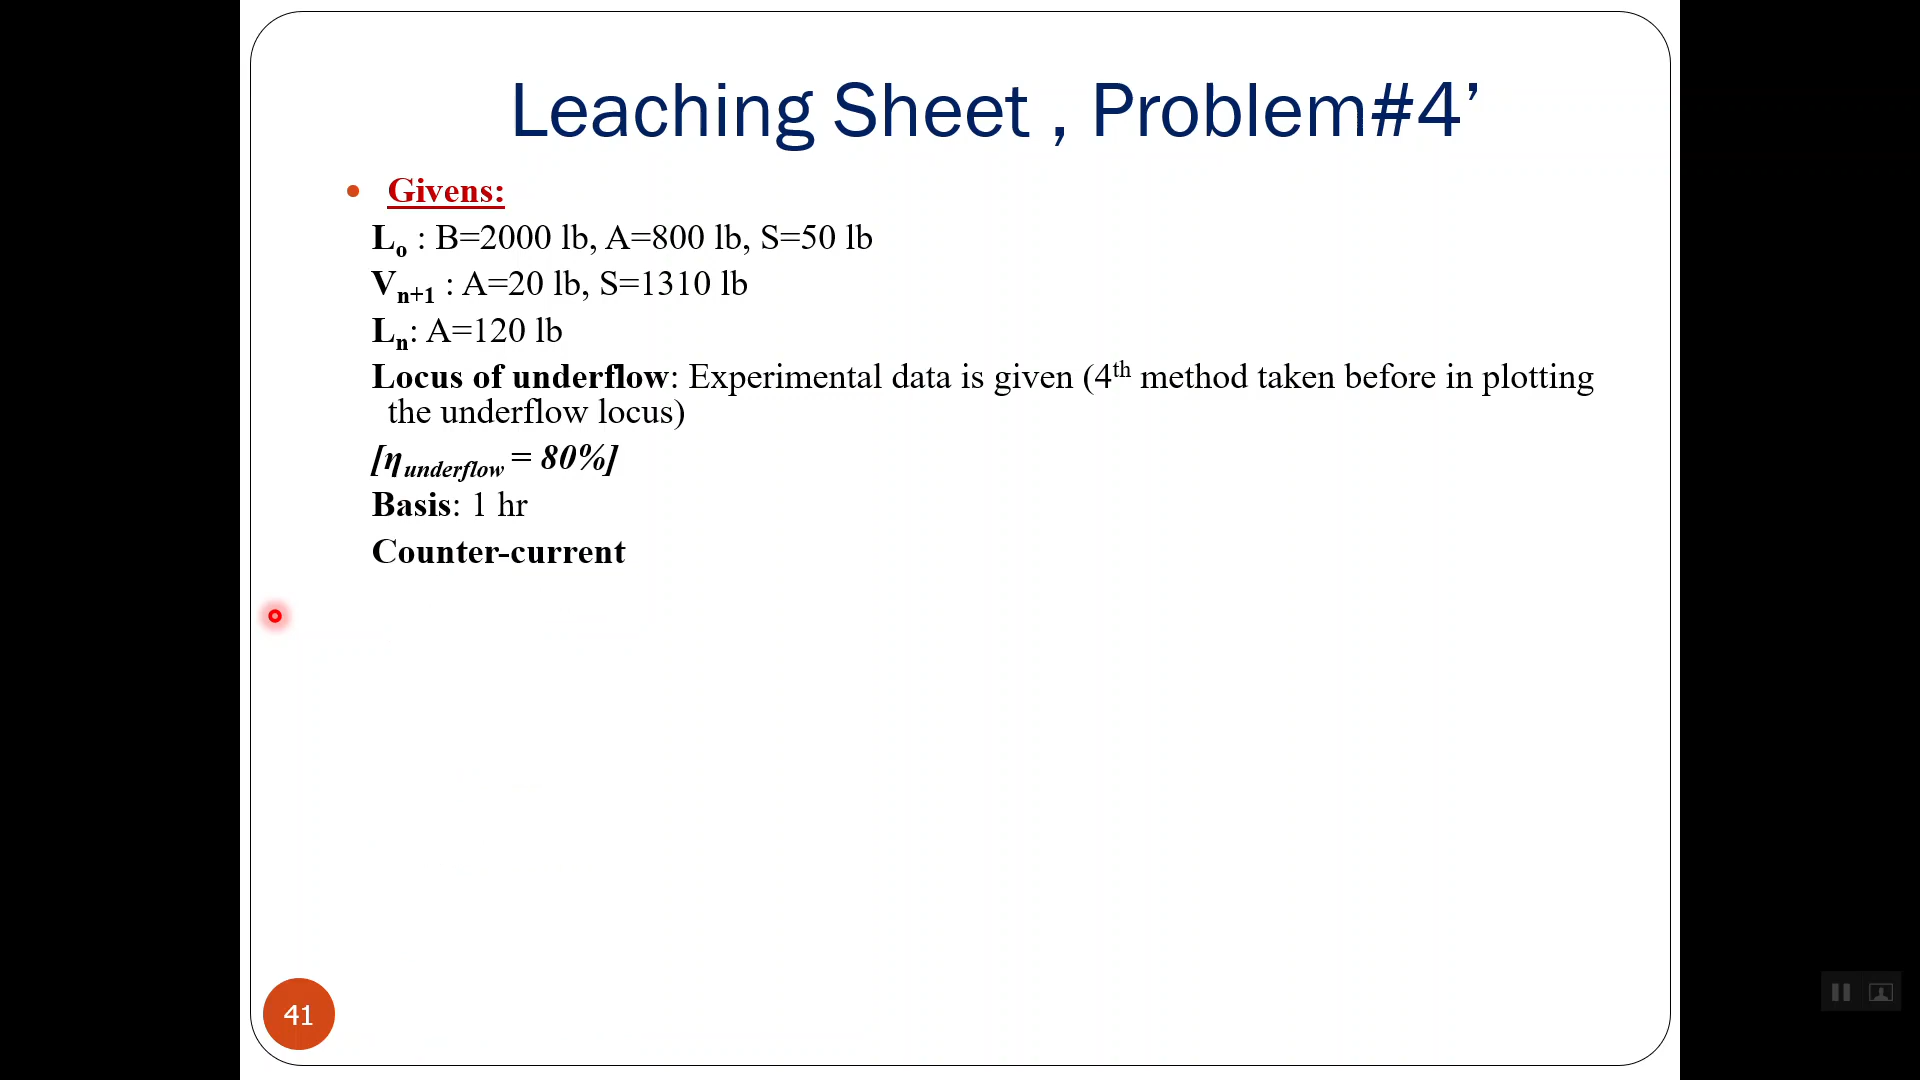 Leaching Sheet , Problem#4’
• Givens:
Lo : B=2000 lb, A=800 lb, S=50 lb
Vn+1 : A=20 lb, S=1310 lb
Ln: A=120 lb
Locus of underflow: Experimental data is given (4th method taken before in plotting
the underflow locus)
[ηunderflow = 80%]
Basis: 1 hr
Counter-current
41